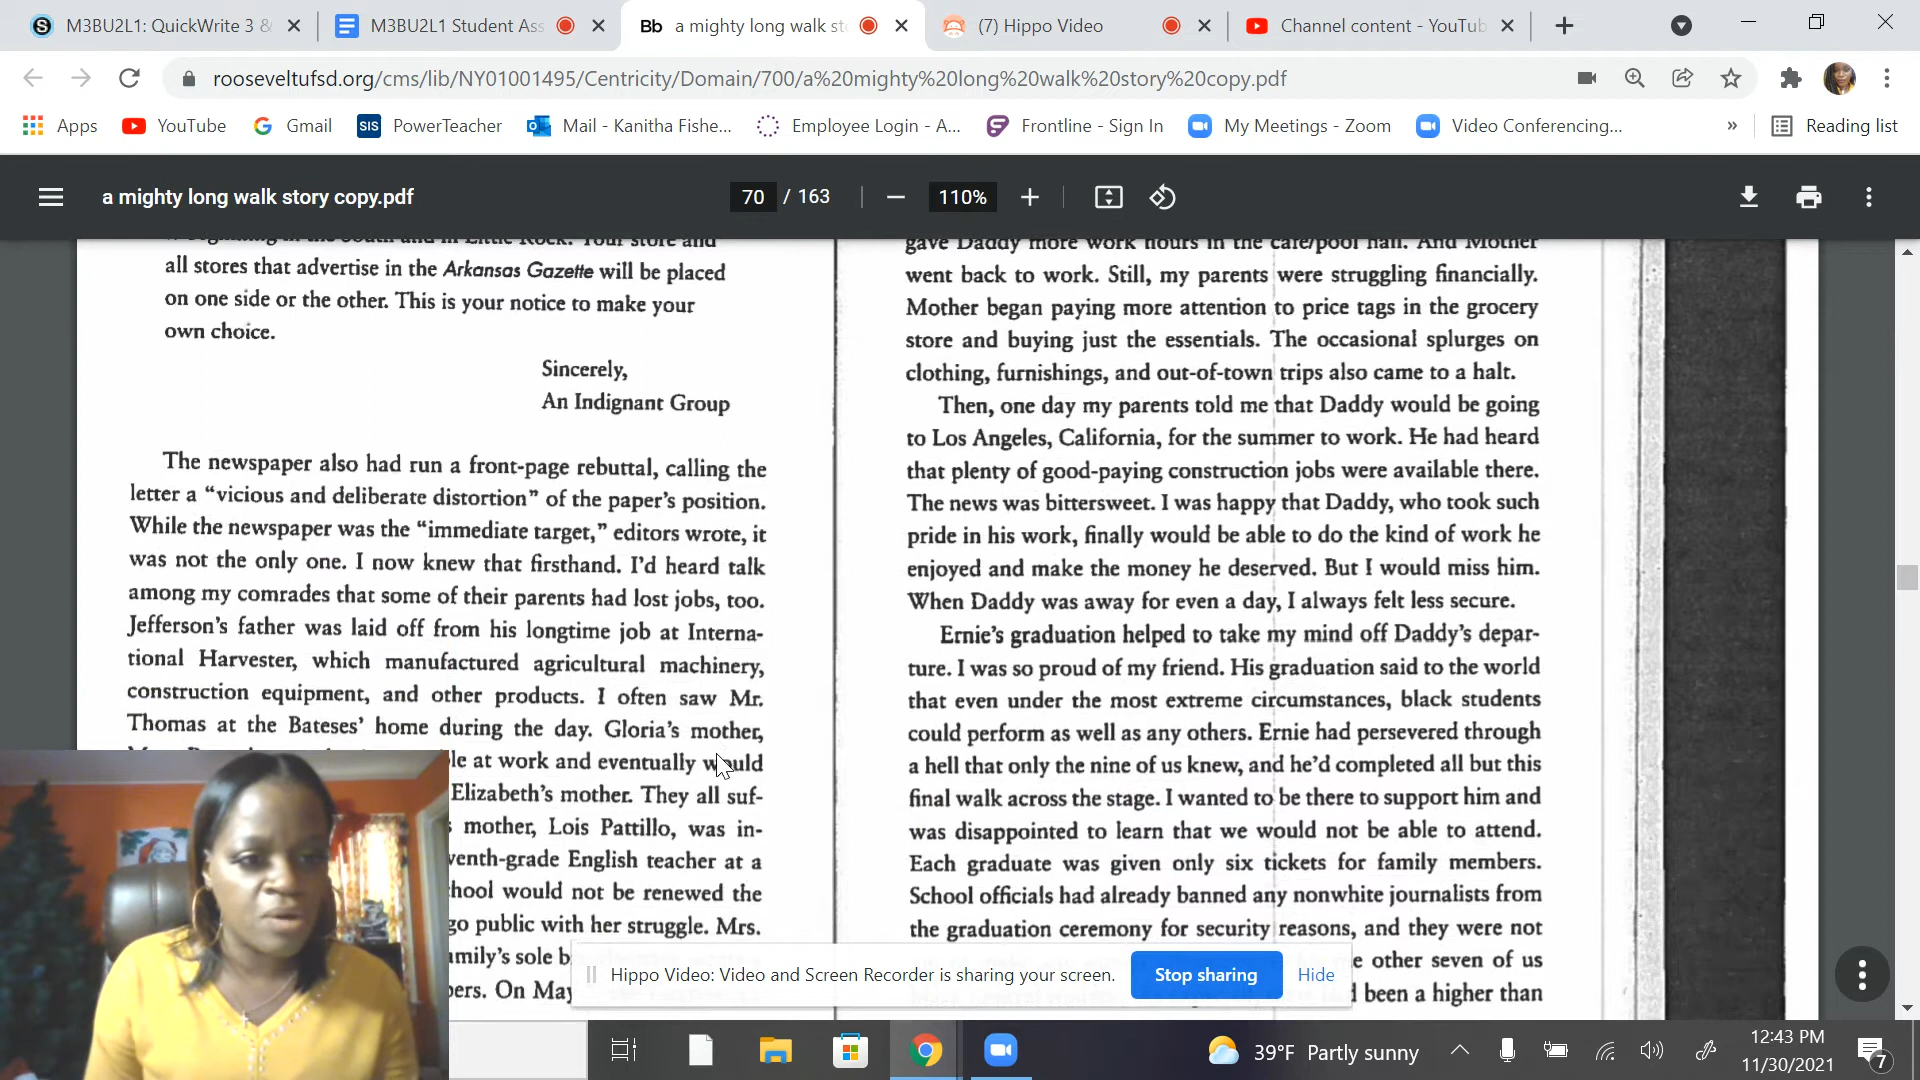 M3BU2L1: QuickWrite 3 &
M3BU2L1 Student Ass
Bb
a mighty long walk sto
(7) Hippo Video
Channel content - YouTub
rooseveltufsd.org/cms/lib/NY01001495/Centricity/Domain/700/a%20mighty%20long%20walk%20story%20copy.pdf
Apps
YouTube
Gmail
SIS PowerTeacher
Mail - Kanitha Fishe...
Employee Login - A...
Frontline - Sign In
My Meetings - Zoom
Video Conferencing...
»
Reading list
a mighty long walk story copy.pdf
70 / 163
110%
all stores that advertise in the Arkansas Gazette will be placed
on one side or the other. This is your notice to make your
own choice.
Sincerely,
An Indignant Group
The newspaper also had run a front-page rebuttal, calling the
letter a “vicious and deliberate distortion” of the paper’s position.
While the newspaper was the “immediate target,” editors wrote, it
was not the only one. I now knew that firsthand. I’d heard talk
among my comrades that some of their parents had lost jobs, too.
Jefferson’s father was laid off from his longtime job at Interna-
tional Harvester, which manufactured agricultural machinery,
construction equipment, and other products. I often saw Mr.
Thomas at the Bateses’ home during the day. Gloria’s mother,
at work and eventually would
Elizabeth’s mother. They all suf-
mother, Lois Pattillo, was in-
venth-grade English teacher at a
hool would not be renewed the
go public with her struggle. Mrs.
mily’s sole b
bers. On May
gave Daddy more work hours in the cafe/pool hall. And Mother
went back to work. Still, my parents were struggling financially.
Mother began paying more attention to price tags in the grocery
store and buying just the essentials. The occasional splurges on
clothing, furnishings, and out-of-town trips also came to a halt.
Then, one day my parents told me that Daddy would be going
to Los Angeles, California, for the summer to work. He had heard
that plenty of good-paying construction jobs were available there.
The news was bittersweet. I was happy that Daddy, who took such
pride in his work, finally would be able to do the kind of work he
enjoyed and make the money he deserved. But I would miss him.
When Daddy was away for even a day, I always felt less secure.
Ernie’s graduation helped to take my mind off Daddy’s depar-
ture. I was so proud of my friend. His graduation said to the world
that even under the most extreme circumstances, black students
could perform as well as any others. Ernie had persevered through
a hell that only the nine of us knew, and he’d completed all but this
final walk across the stage. I wanted to be there to support him and
was disappointed to learn that we would not be able to attend.
Each graduate was given only six tickets for family members.
School officials had already banned any nonwhite journalists from
the graduation ceremony for security reasons, and they were not
e other seven of us
been a higher than
Hippo Video: Video and Screen Recorder is sharing your screen.
Stop sharing
Hide
39°F Partly sunny
12:43 PM
11/30/2021
7